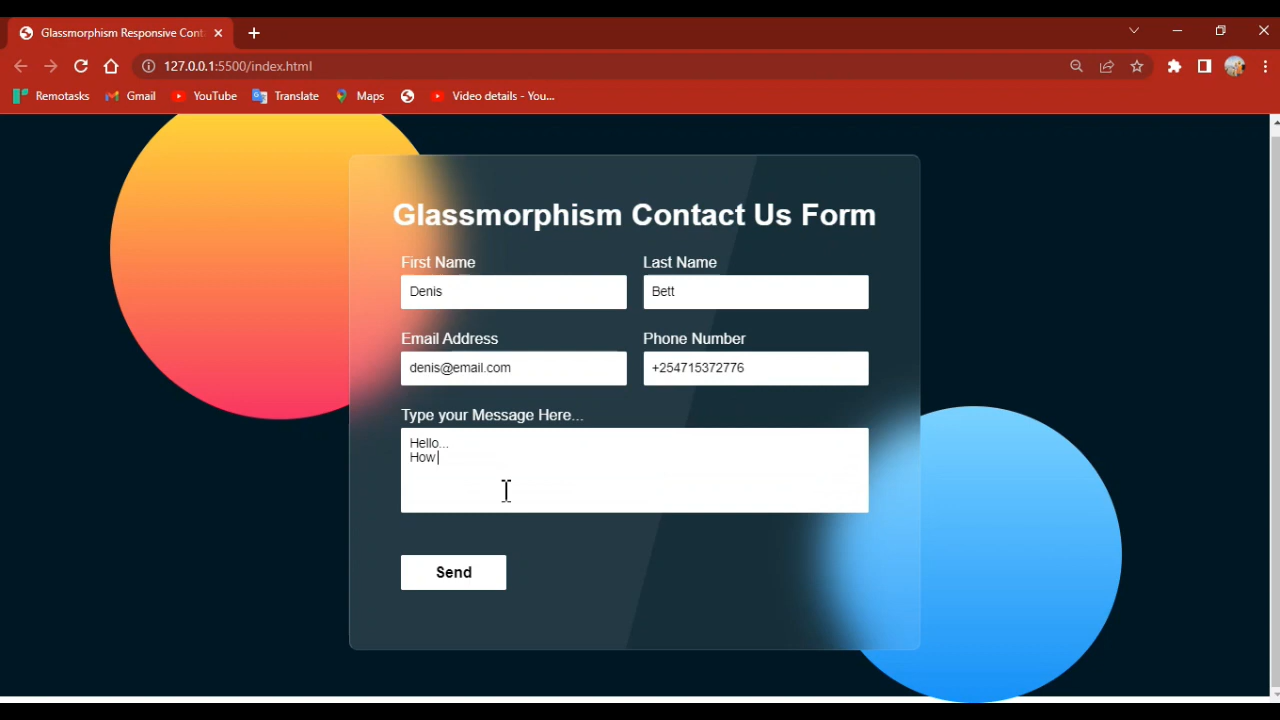 Glassmorphism Responsive Cont
127.0.0.1:5500/index.html
Remotasks Gmail YouTube Translate Maps Video details - You...
Glassmorphism Contact Us Form
First Name Last Name
Denis Bett
Email Address Phone Number
denis@email.com +254715372776
Type your Message Here...
Hello...
How
Send